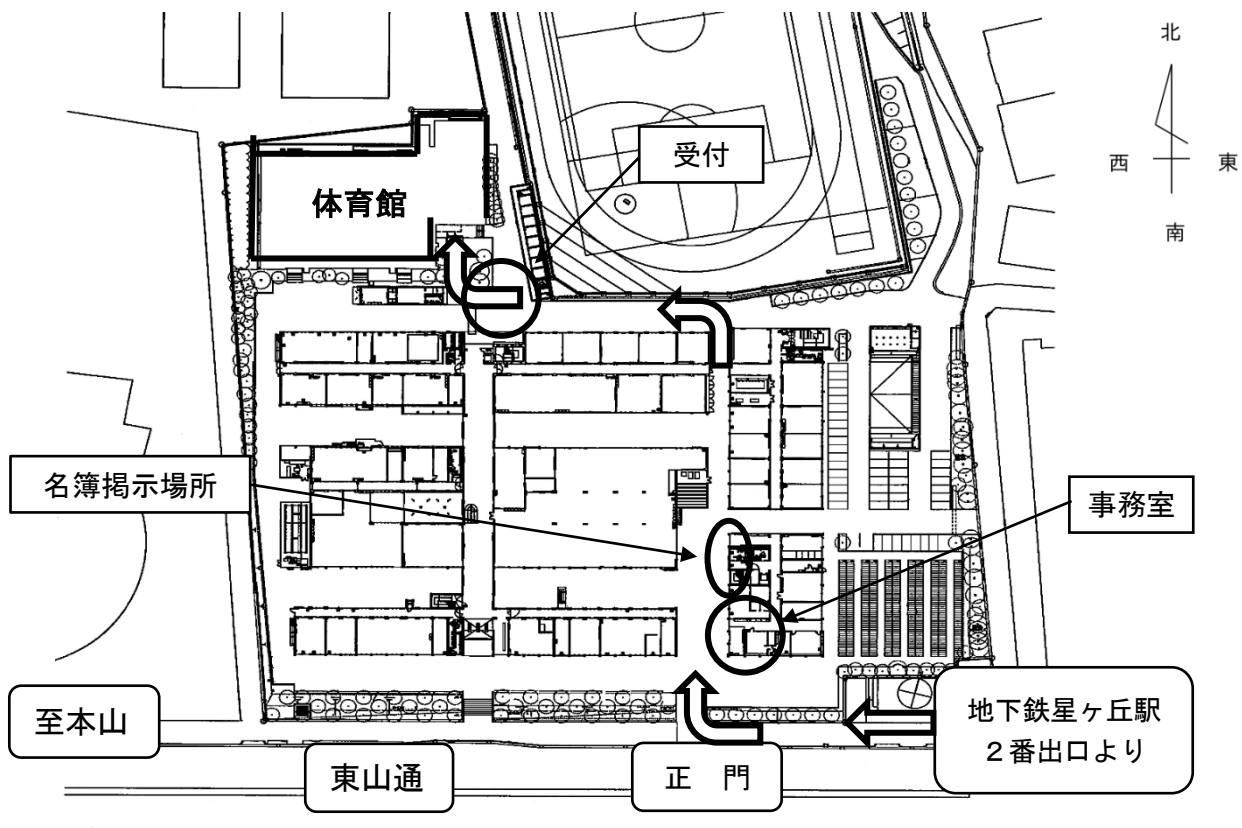 北
西
東
南
受付
体育館
名簿掲示場所
事務室
至本山
東山通
正　門
地下鉄星ヶ丘駅
２番出口より